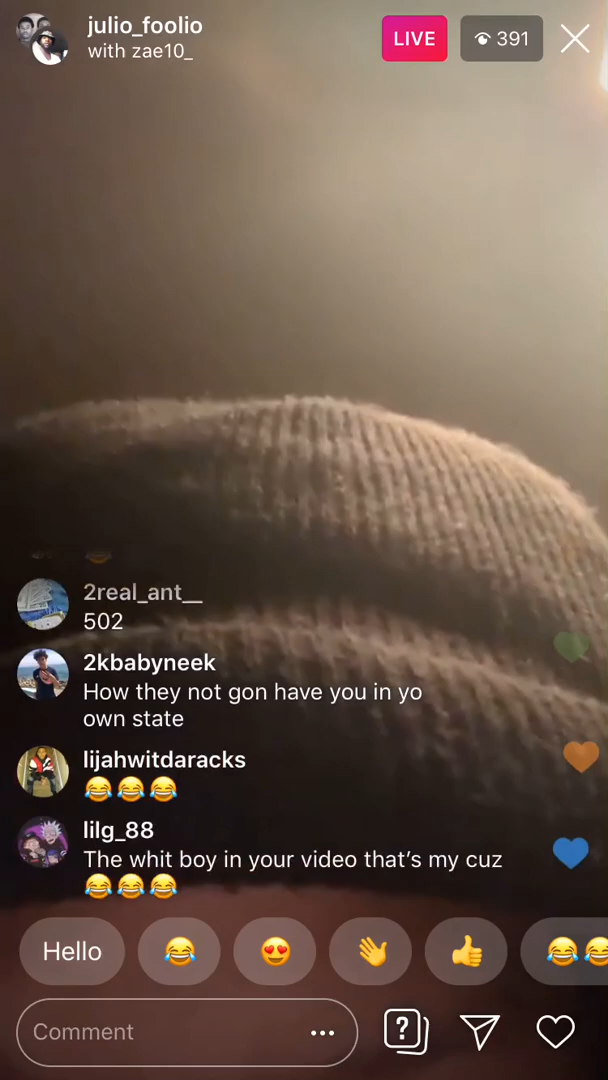 julio_foolio
with zae10_
LIVE
391
2real_ant__
502
2kbabyneek
How they not gon have you in yo
own state
lijahwitdaracks
😂😂😂
lilg_88
The whit boy in your video that’s my cuz
😂😂😂
Hello 😂 😍 👋 👍 😂😂
Comment